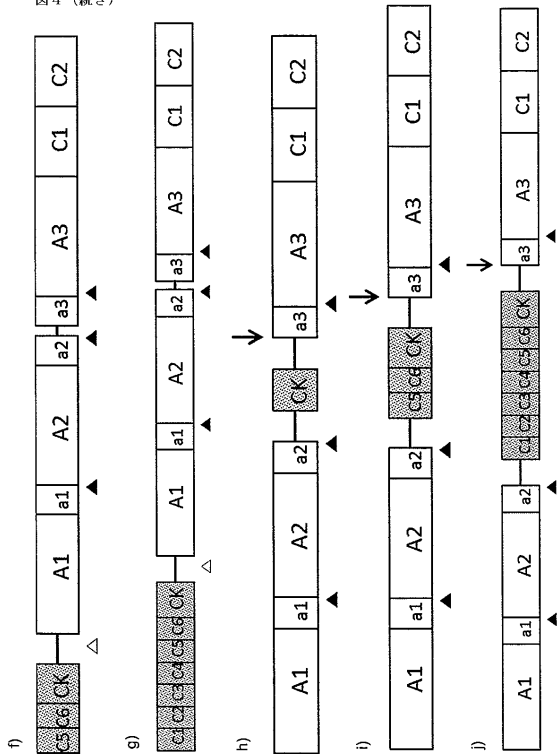 図４（続き）
f)
C5 C6 CK A1 a1 A2 a2 a3 A3 C1 C2
g)
C1 C2 C3 C4 C5 C6 CK A1 a1 A2 a2 a3 A3 C1 C2
h)
A1 a1 A2 a2 CK a3 A3 C1 C2
i)
A1 a1 A2 a2 C5 C6 CK a3 A3 C1 C2
j)
A1 a1 A2 a2 C1 C2 C3 C4 C5 C6 CK a3 A3 C1 C2